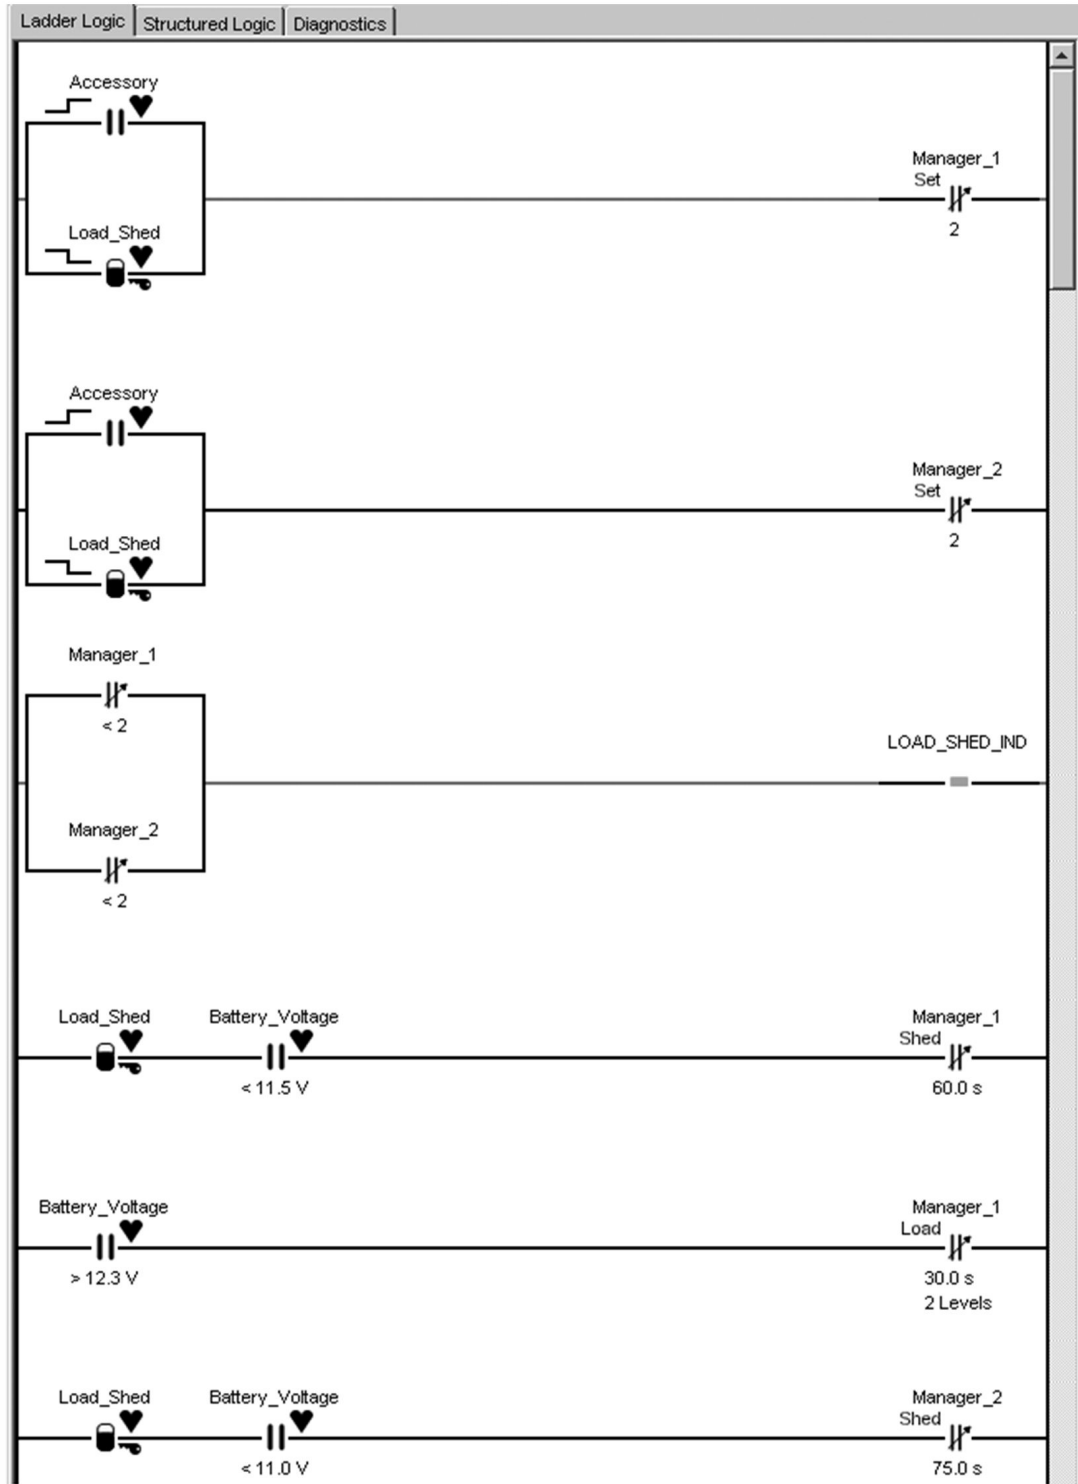 Ladder Logic Structured Logic Diagnostics
Accessory
Manager_1
Set
2
Load_Shed
Accessory
Manager_2
Set
2
Load_Shed
Manager_1
< 2
LOAD_SHED_IND
Manager_2
< 2
Load_Shed Battery_Voltage Manager_1
Shed
< 11.5 V 60.0 s
Battery_Voltage Manager_1
Load
> 12.3 V 30.0 s
2 Levels
Load_Shed Battery_Voltage Manager_2
Shed
< 11.0 V 75.0 s